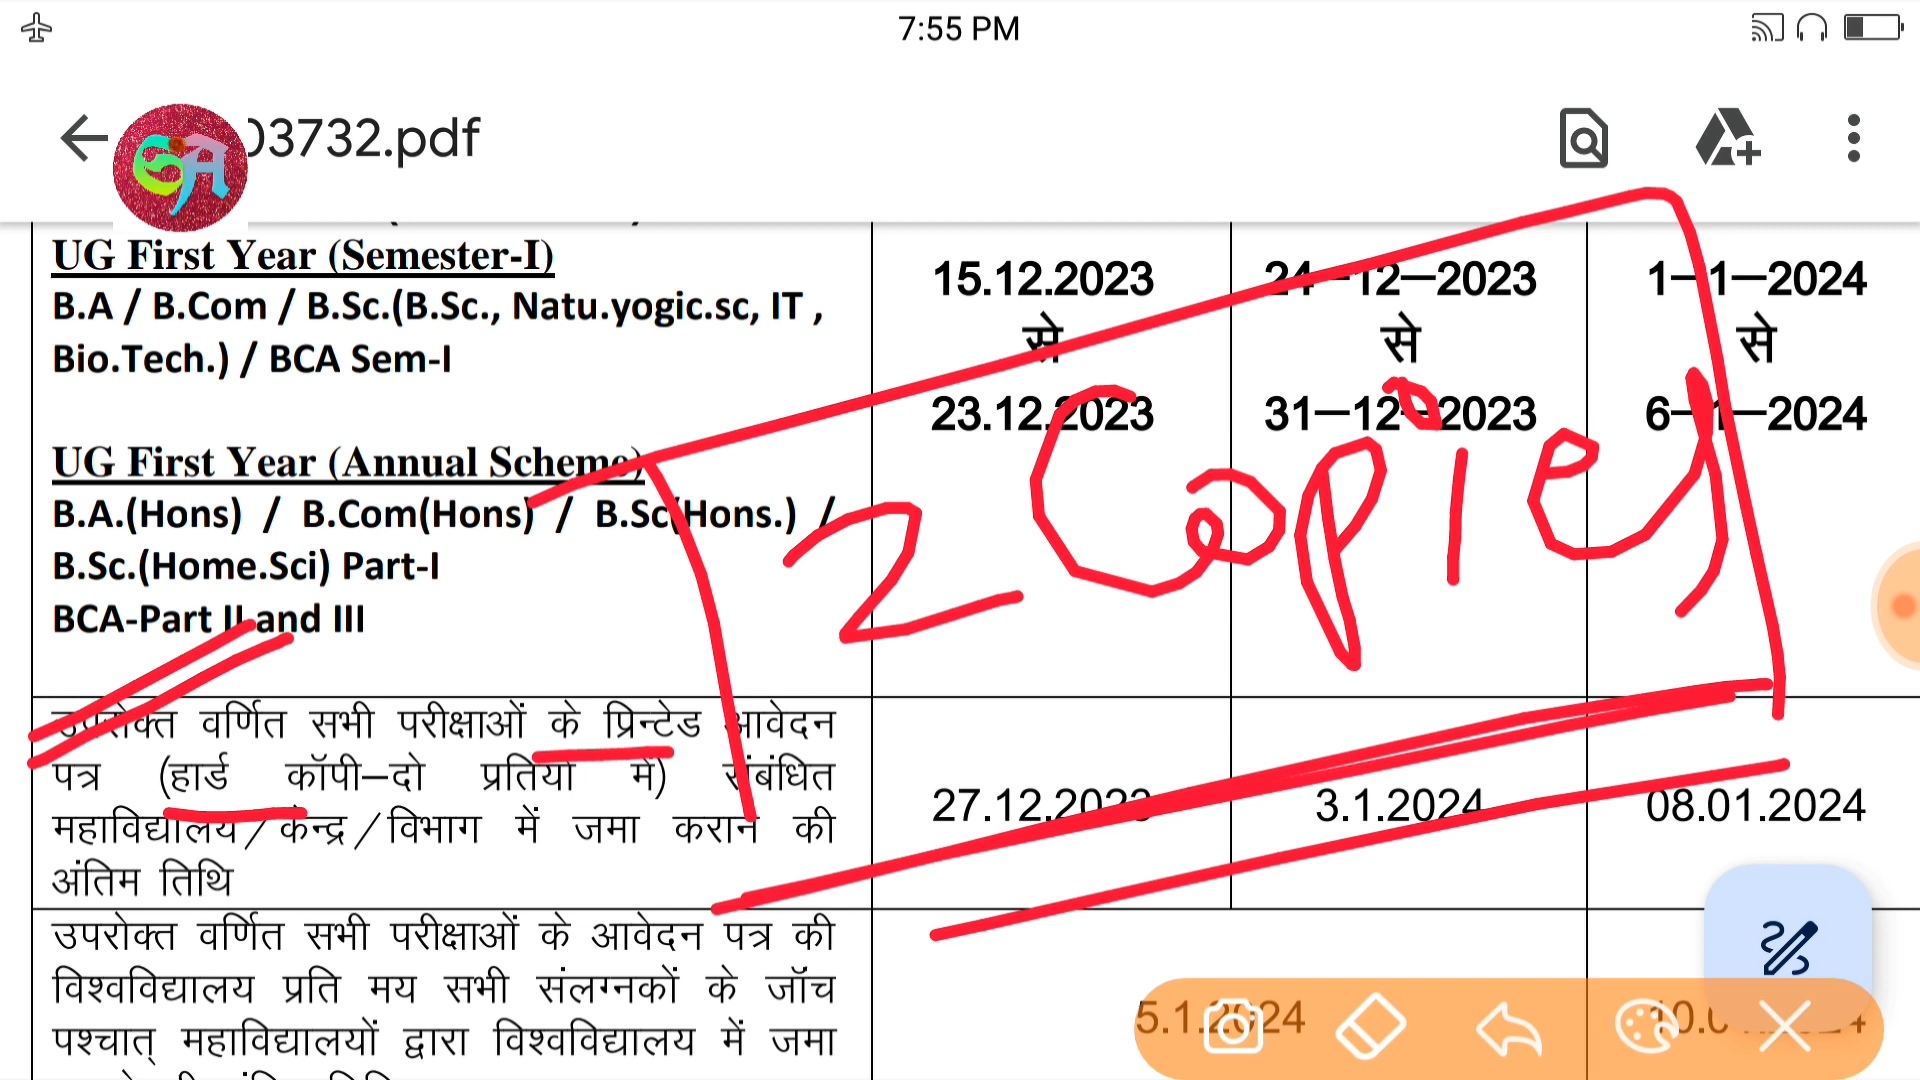 7:55 PM
03732.pdf
UG First Year (Semester-I)
B.A / B.Com / B.Sc.(B.Sc., Natu.yogic.sc, IT ,
Bio.Tech.) / BCA Sem-I
15.12.2023
से
23.12.2023
24–12–2023
से
31–12–2023
1–1–2024
से
6–1–2024
UG First Year (Annual Scheme)
B.A.(Hons) / B.Com(Hons) / B.Sc(Hons.) /
B.Sc.(Home.Sci) Part-I
BCA-Part II and III
2 Copies
उपरोक्त वर्णित सभी परीक्षाओं के प्रिन्टेड आवेदन
पत्र (हार्ड कॉपी–दो प्रतियों में) संबंधित
महाविद्यालय/केन्द्र/विभाग में जमा कराने की
अंतिम तिथि
27.12.2023
3.1.2024
08.01.2024
उपरोक्त वर्णित सभी परीक्षाओं के आवेदन पत्र की
विश्वविद्यालय प्रति मय सभी संलग्नकों के जॉच
पश्चात् महाविद्यालयों द्वारा विश्वविद्यालय में जमा
5.1.2024